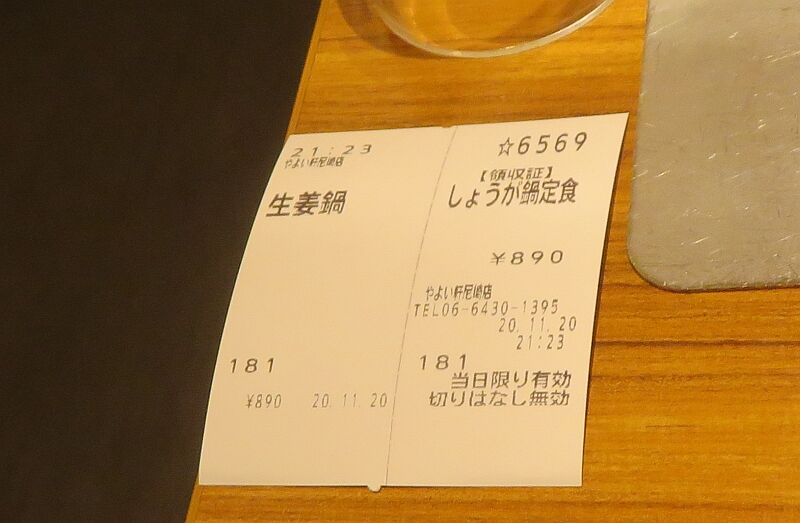 21:23
やよい軒尼崎店
生姜鍋
181
¥890 20.11.20
☆6569
【領収証】
しょうが鍋定食
¥890
やよい軒尼崎店
TEL06-6430-1395
20.11.20
21:23
181
当日限り有効
切りはなし無効